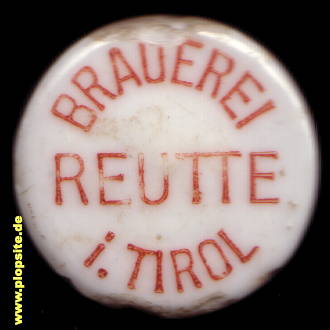 BRAUEREI
REUTTE
i. TIROL
www.plopsite.de